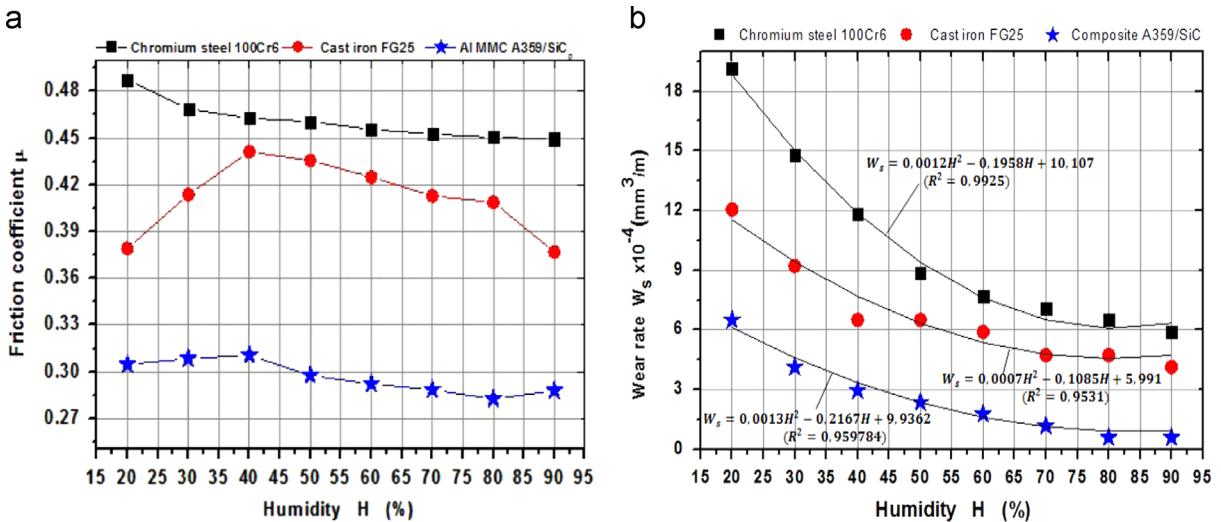 a
Chromium steel 100Cr6 Cast iron FG25 Al MMC A359/SiCp
Friction coefficient μ
0.48
0.45
0.42
0.39
0.36
0.33
0.30
0.27
15 20 25 30 35 40 45 50 55 60 65 70 75 80 85 90 95
Humidity H (%)
b
Chromium steel 100Cr6 Cast iron FG25 Composite A359/SiC
Wear rate Ws x10-4 (mm3/m)
18
15
12
9
6
3
0
Ws = 0,0012H² − 0,1958H + 10,107
(R² = 0,9925)
Ws = 0,0007H² − 0,1085H + 5,991
(R² = 0,9531)
Ws = 0,0013H² − 0,2167H + 9,9362
(R² = 0,959784)
15 20 25 30 35 40 45 50 55 60 65 70 75 80 85 90 95
Humidity H (%)